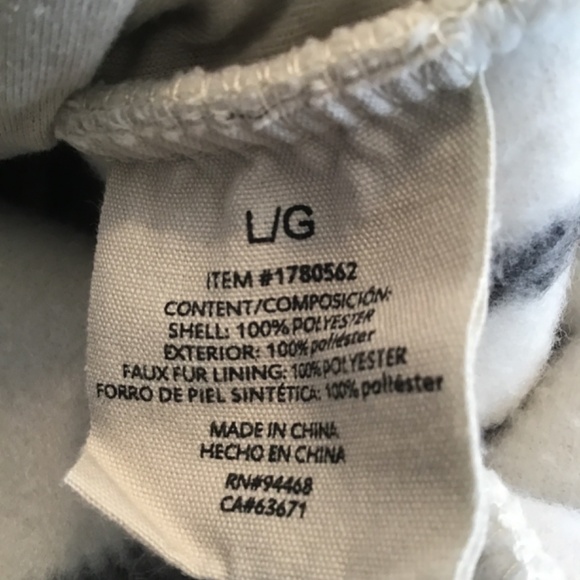 L/G
ITEM #1780562
CONTENT/COMPOSICIÓN:
SHELL: 100% POLYESTER
EXTERIOR: 100% poliéster
FAUX FUR LINING: 100% POLYESTER
FORRO DE PIEL SINTÉTICA: 100% poliéster
MADE IN CHINA
HECHO EN CHINA
RN#94468
CA#63671